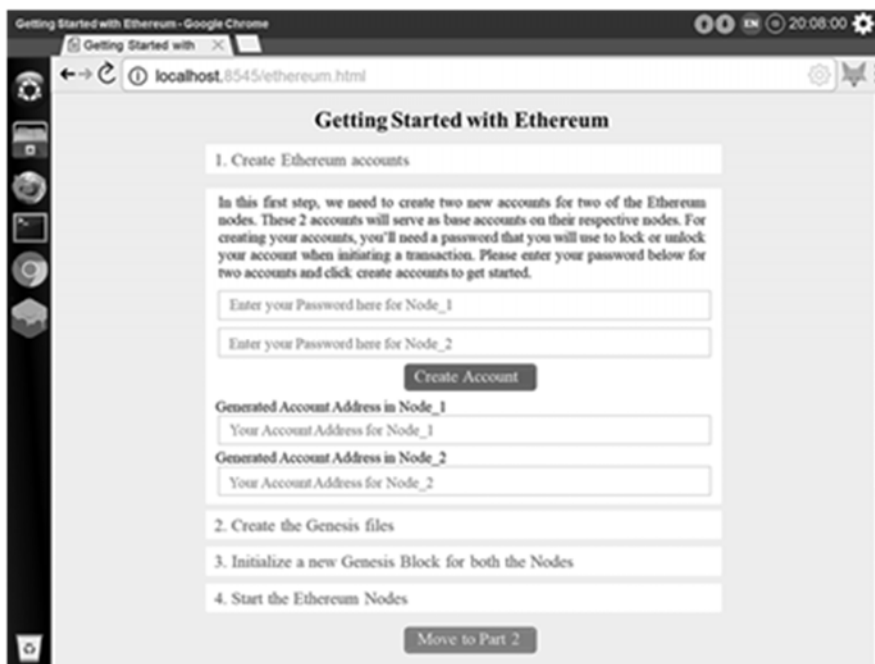 Getting Started with Ethereum - Google Chrome
EN 20:08:00
Getting Started with
localhost.8545/ethereum.html
Getting Started with Ethereum
1. Create Ethereum accounts
In this first step, we need to create two new accounts for two of the Ethereum
nodes. These 2 accounts will serve as base accounts on their respective nodes. For
creating your accounts, you'll need a password that you will use to lock or unlock
your account when initiating a transaction. Please enter your password below for
two accounts and click create accounts to get started.
Enter your Password here for Node_1
Enter your Password here for Node_2
Create Account
Generated Account Address in Node_1
Your Account Address for Node_1
Generated Account Address in Node_2
Your Account Address for Node_2
2. Create the Genesis files
3. Initialize a new Genesis Block for both the Nodes
4. Start the Ethereum Nodes
Move to Part 2